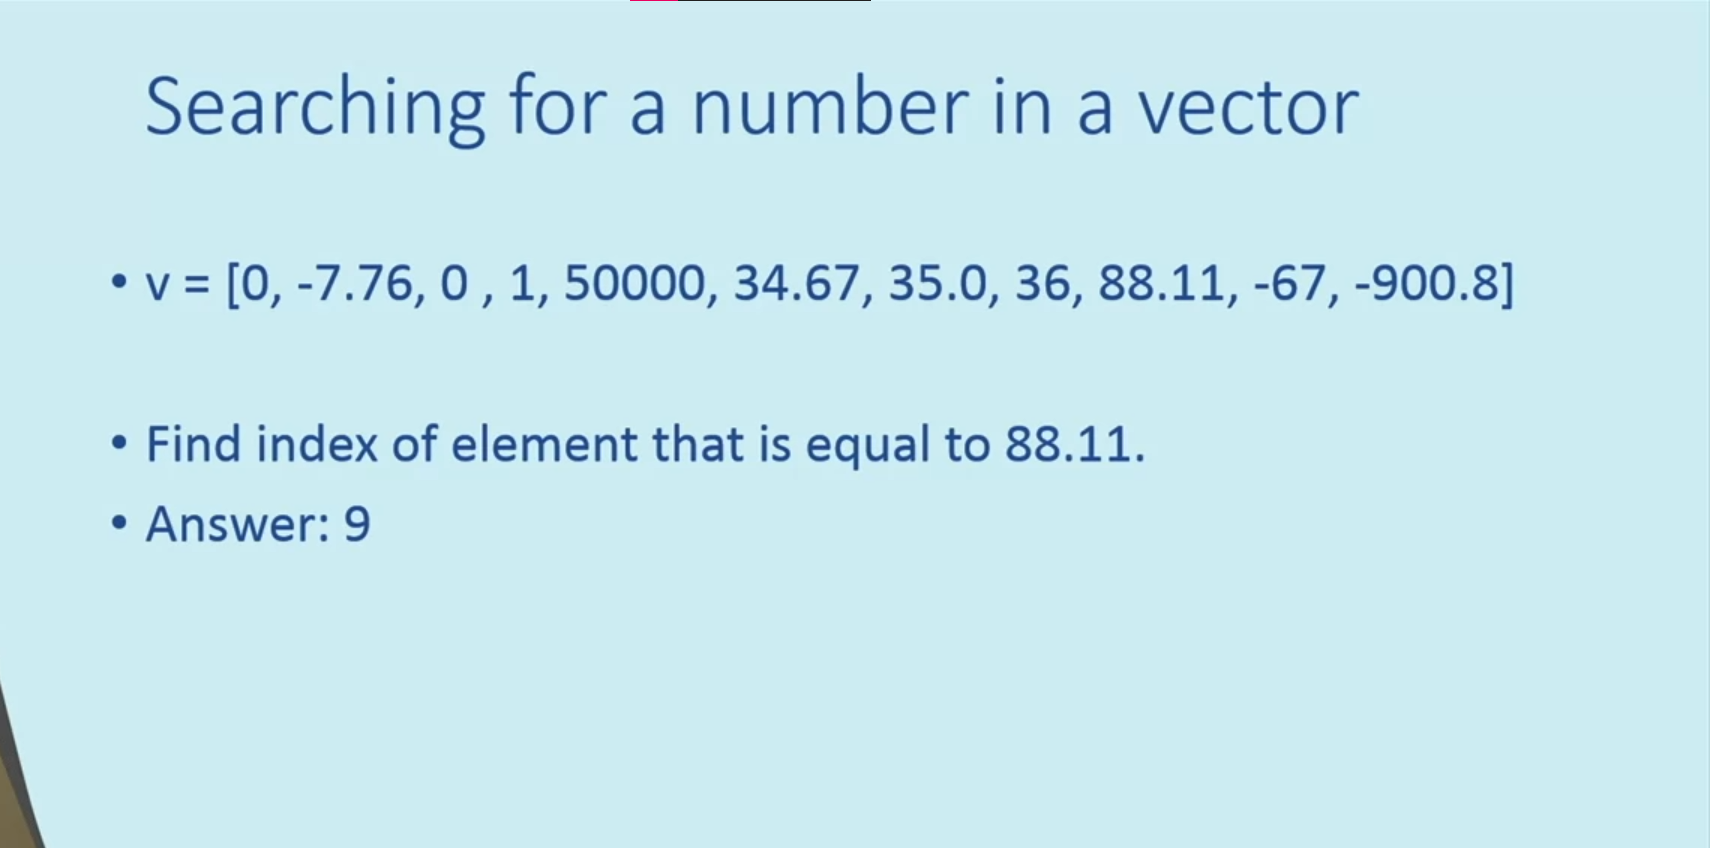 Searching for a number in a vector
• v = [0, -7.76, 0 , 1, 50000, 34.67, 35.0, 36, 88.11, -67, -900.8]
• Find index of element that is equal to 88.11.
• Answer: 9